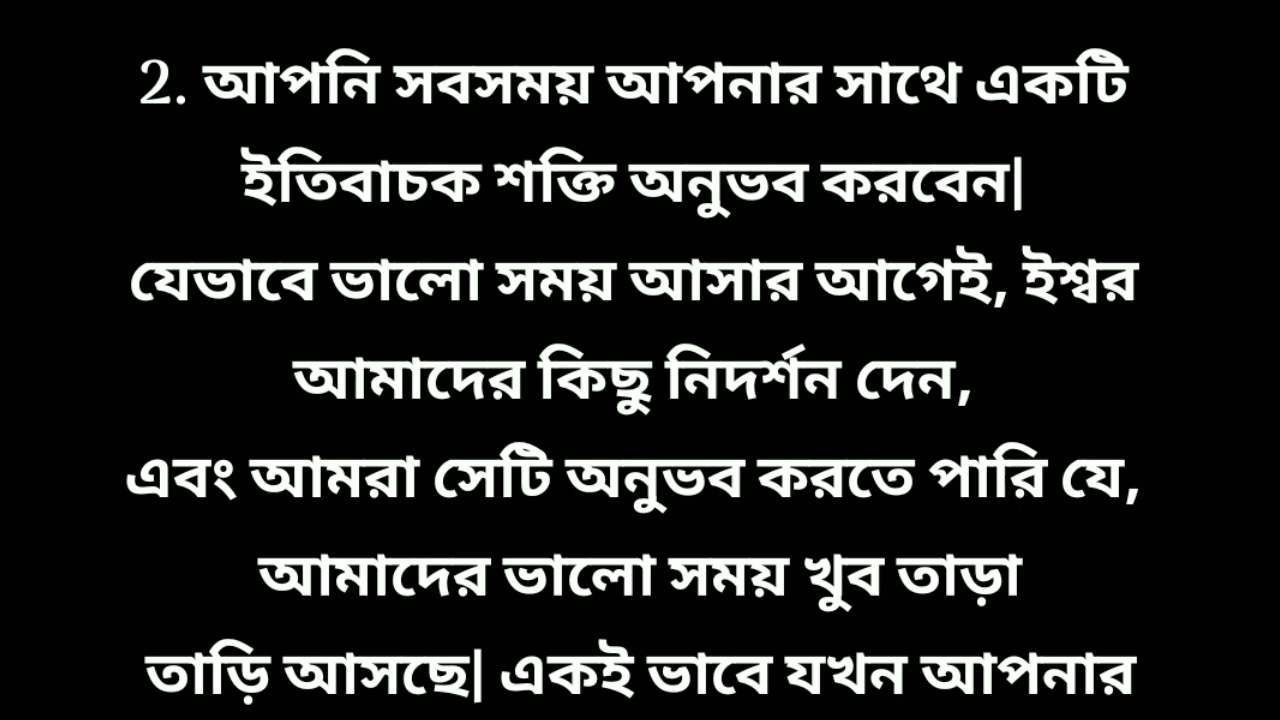 2. আপনি সবসময় আপনার সাথে একটি
ইতিবাচক শক্তি অনুভব করবেন|
যেভাবে ভালো সময় আসার আগেই, ইশ্বর
আমাদের কিছু নিদর্শন দেন,
এবং আমরা সেটি অনুভব করতে পারি যে,
আমাদের ভালো সময় খুব তাড়া
তাড়ি আসছে| একই ভাবে যখন আপনার